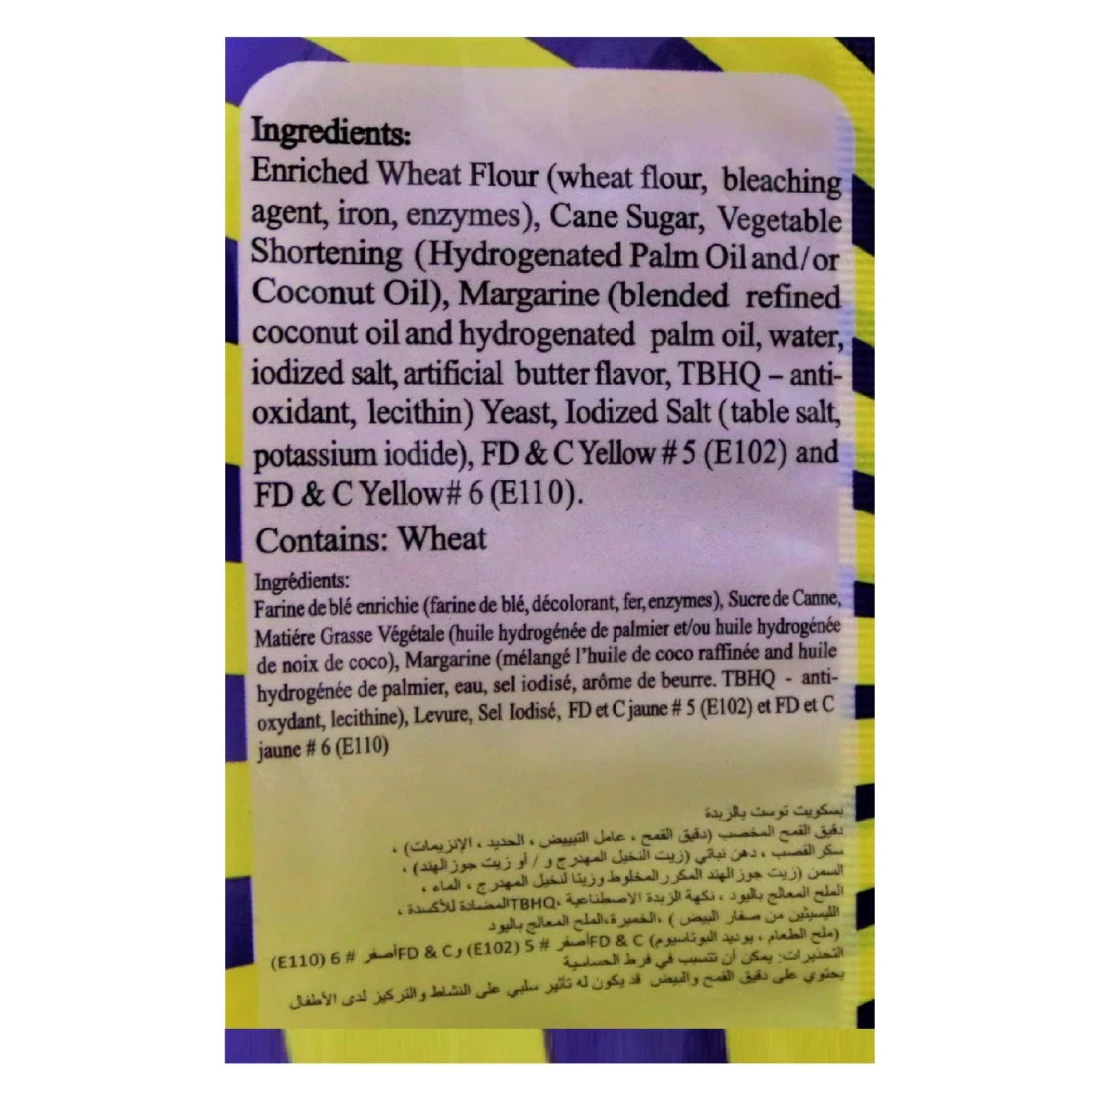 Ingredients:
Enriched Wheat Flour (wheat flour, bleaching
agent, iron, enzymes), Cane Sugar, Vegetable
Shortening (Hydrogenated Palm Oil and/or
Coconut Oil), Margarine (blended refined
coconut oil and hydrogenated palm oil, water,
iodized salt, artificial butter flavor, TBHQ – anti-
oxidant, lecithin) Yeast, Iodized Salt (table salt,
potassium iodide), FD & C Yellow # 5 (E102) and
FD & C Yellow# 6 (E110).
Contains: Wheat
Ingrédients:
Farine de blé enrichie (farine de blé, décolorant, fer, enzymes), Sucre de Canne,
Matiére Grasse Végétale (huile hydrogénée de palmier et/ou huile hydrogénée
de noix de coco), Margarine (mélangé l'huile de coco raffinée and huile
hydrogénée de palmier, eau, sel iodisé, arôme de beurre. TBHQ - anti-
oxydant, lecithine), Levure, Sel Iodisé, FD et C jaune # 5 (E102) et FD et C
jaune # 6 (E110)
بسكويت توست بالزبدة
دقيق القمح المخصب (دقيق القمح ، عامل التبييض ، الحديد ، الإنزيمات) ،
سكر القصب ، دهن نباتي (زيت النخيل المهدرج و / أو زيت جوز الهند) ،
السمن (زيت جوز الهند المكرر المخلوط وزيتا لنخيل المهدرج ، الماء ،
الملح المعالج باليود ، نكهة الزبدة الاصطناعية ،TBHQالمضادة للأكسدة ،
الليسيثين من صفار البيض ) ،الخميرة،الملح المعالج باليود
(ملح الطعام ، يوديد البوتاسيوم) FD & Cأصفر # 5 (E102) وFD & Cأصفر # 6 (E110)
التحذيرات: يمكن أن تتسبب في فرط الحساسية
يحتوي على دقيق القمح والبيض قد يكون له تأثير سلبي على النشاط والتركيز لدى الأطفال